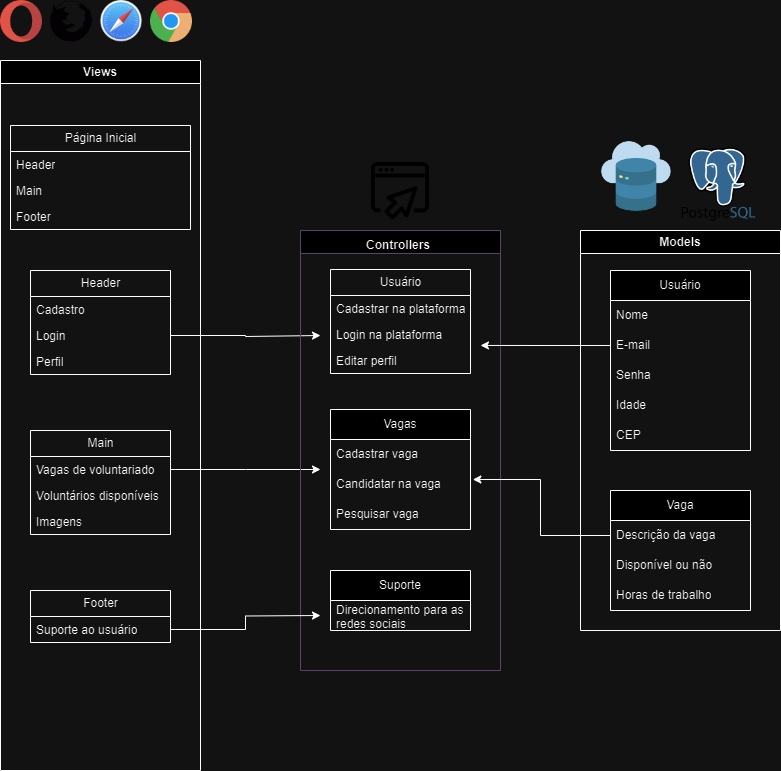 Views
Página Inicial
Header
Main
Footer
Header
Cadastro
Login
Perfil
Main
Vagas de voluntariado
Voluntários disponíveis
Imagens
Footer
Suporte ao usuário
Controllers
Usuário
Cadastrar na plataforma
Login na plataforma
Editar perfil
Vagas
Cadastrar vaga
Candidatar na vaga
Pesquisar vaga
Suporte
Direcionamento para as
redes sociais
PostgreSQL
Models
Usuário
Nome
E-mail
Senha
Idade
CEP
Vaga
Descrição da vaga
Disponível ou não
Horas de trabalho